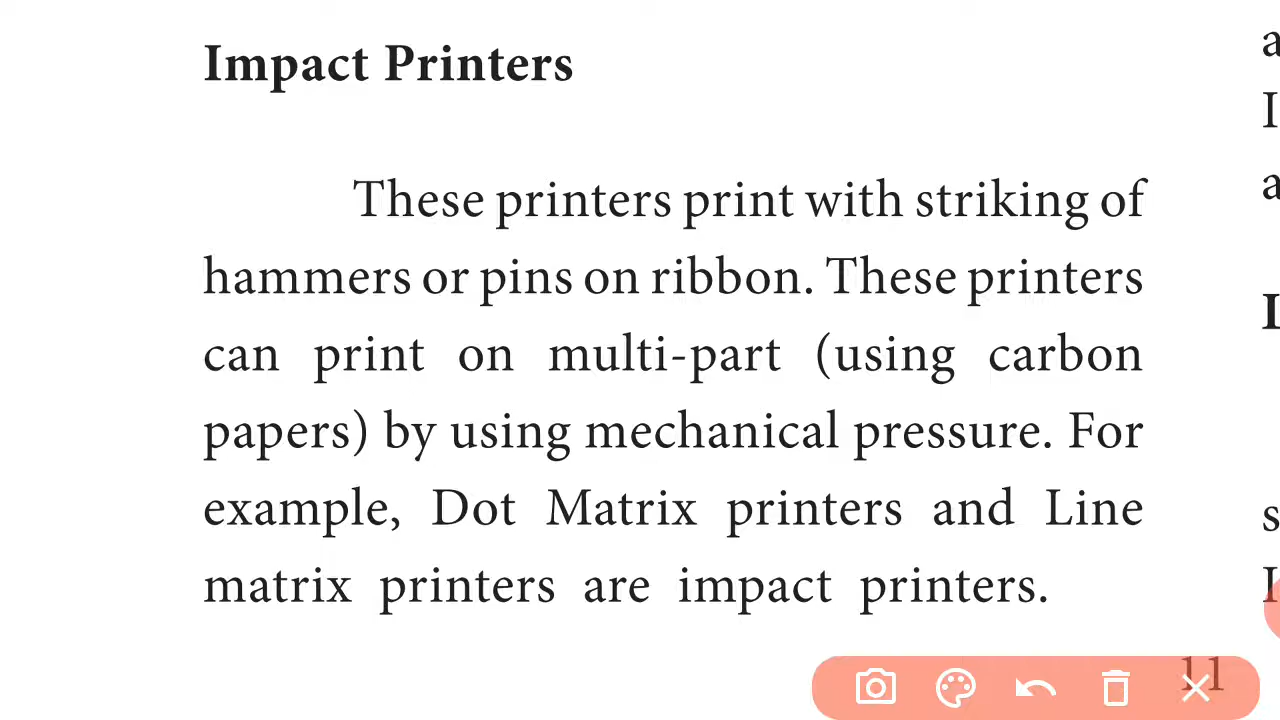 Impact Printers
These printers print with striking of
hammers or pins on ribbon. These printers
can print on multi-part (using carbon
papers) by using mechanical pressure. For
example, Dot Matrix printers and Line
matrix printers are impact printers.
a
I
a
I
s
I
11